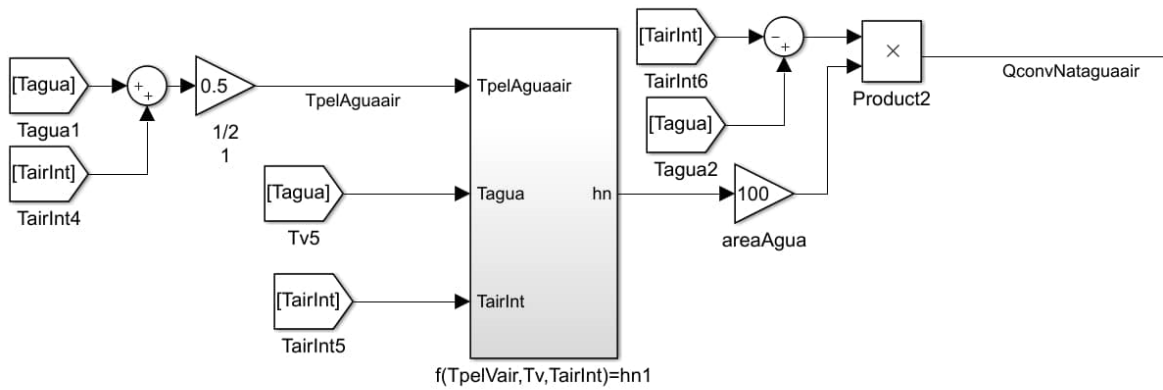 [Tagua]
Tagua1
[TairInt]
TairInt4
+
+
0.5
1/2
1
TpelAguaair
[Tagua]
Tv5
[TairInt]
TairInt5
TpelAguaair
Tagua
TairInt
hn
f(TpelVair,Tv,TairInt)=hn1
[TairInt]
TairInt6
[Tagua]
Tagua2
−
+
100
areaAgua
×
Product2
QconvNataguaair